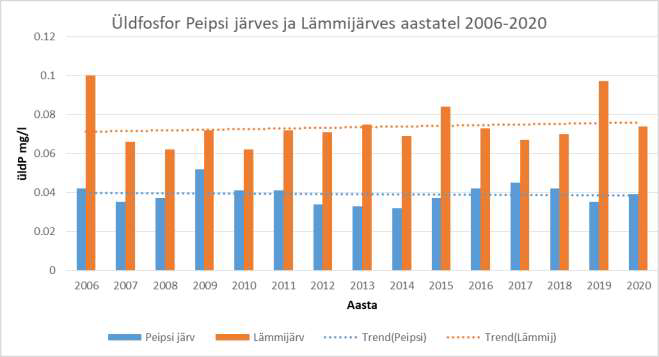 Üldfosfor Peipsi järves ja Lämmijärves aastatel 2006-2020
0.12
0.1
0.08
0.06
0.04
0.02
0
üldP mg/l
2006 2007 2008 2009 2010 2011 2012 2013 2014 2015 2016 2017 2018 2019 2020
Aasta
Peipsi järv Lämmijärv Trend(Peipsi) Trend(Lämmij)